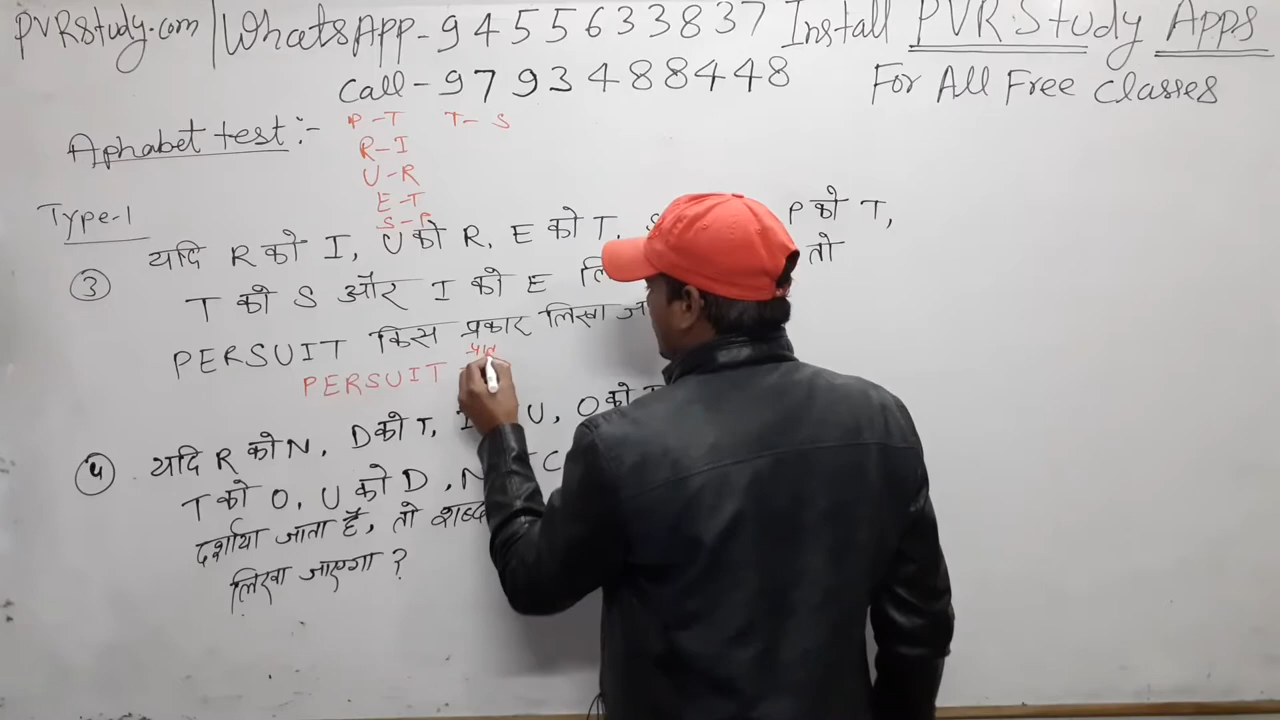 PVRStudy.com | WhatsApp - 9455633837 Install PVR Study Apps
Call - 9793488448 For All Free Classes
Aphabet test :-
P-T T-S
R-I
U-R
E-T
S-P
Type-1
③ यदि R को I, U को R, E को T, S P को T,
T को S और I को E तो
PERSUIT किस प्रकार लिखा
PERSUIT
④ यदि R को N, D को T, U, O को
T को O, U को D, N C
दर्शाया जाता है, तो शब्द
लिखा जाएगा ?